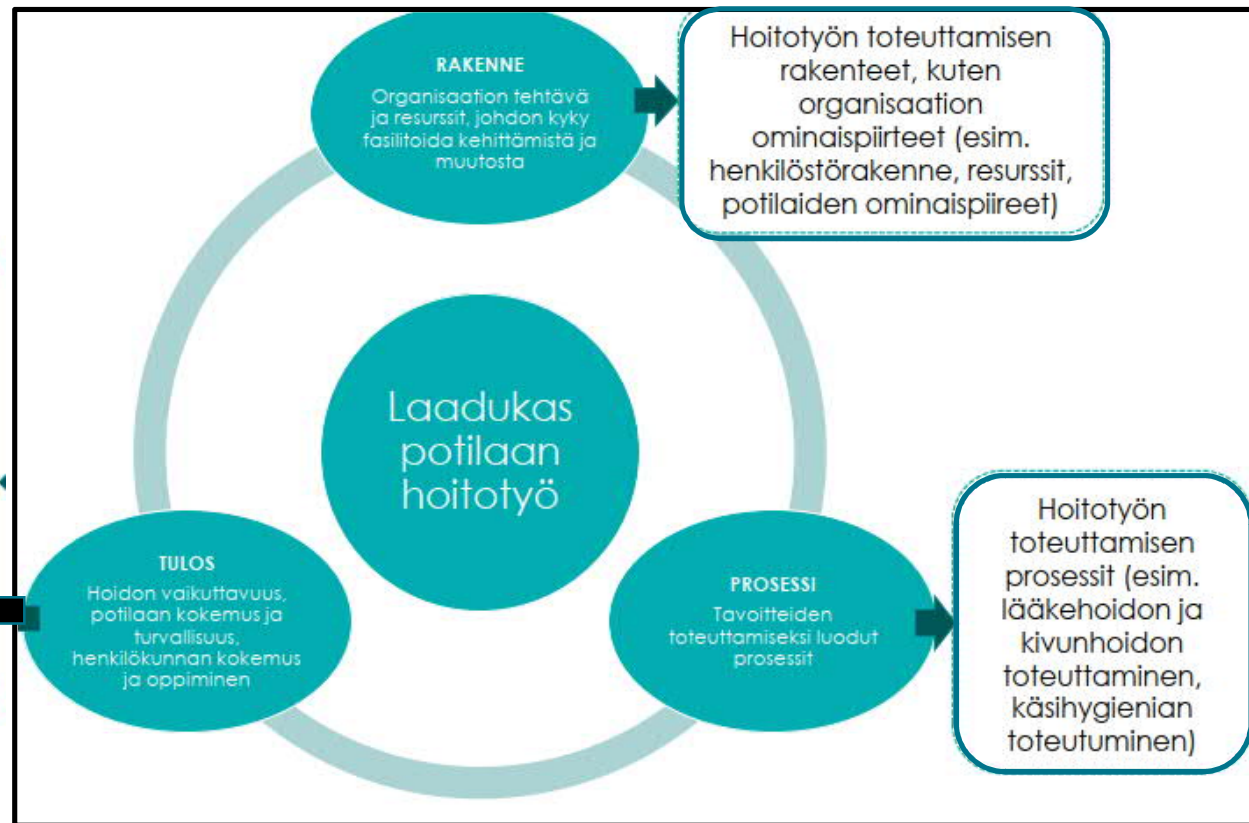 RAKENNE
Organisaation tehtävä
ja resurssit, johdon kyky
fasilitoida kehittämistä ja
muutosta
Hoitotyön toteuttamisen
rakenteet, kuten
organisaation
ominaispiirteet (esim.
henkilöstörakenne, resurssit,
potilaiden ominaispiireet)
Laadukas
potilaan
hoitotyö
TULOS
Hoidon vaikuttavuus,
potilaan kokemus ja
turvallisuus,
henkilökunnan kokemus
ja oppiminen
PROSESSI
Tavoitteiden
toteuttamiseksi luodut
prosessit
Hoitotyön
toteuttamisen
prosessit (esim.
lääkehoidon ja
kivunhoidon
toteuttaminen,
käsihygienian
toteutuminen)